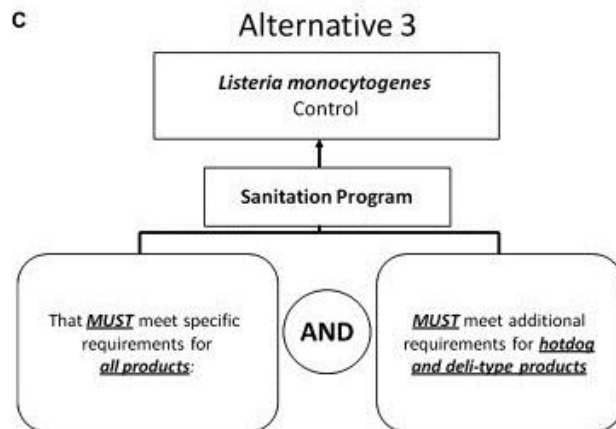 C
Alternative 3
Listeria monocytogenes
Control
Sanitation Program
That MUST meet specific
requirements for
all products:
AND
MUST meet additional
requirements for hotdog
and deli-type products